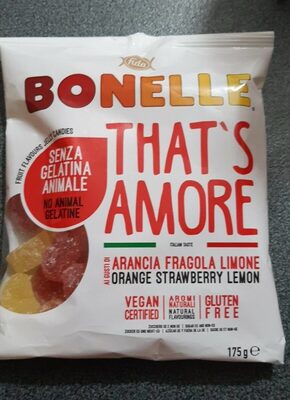 Fida
BONELLE
FRUIT FLAVOURS JELLY CANDIES
SENZA
GELATINA
ANIMALE
NO ANIMAL
GELATINE
THAT'S
AMORE
ITALIAN TASTE
AI GUSTI DI
ARANCIA FRAGOLA LIMONE
ORANGE STRAWBERRY LEMON
VEGAN
CERTIFIED
AROMI
NATURALI
NATURAL
FLAVOURINGS
GLUTEN
FREE
175 g e